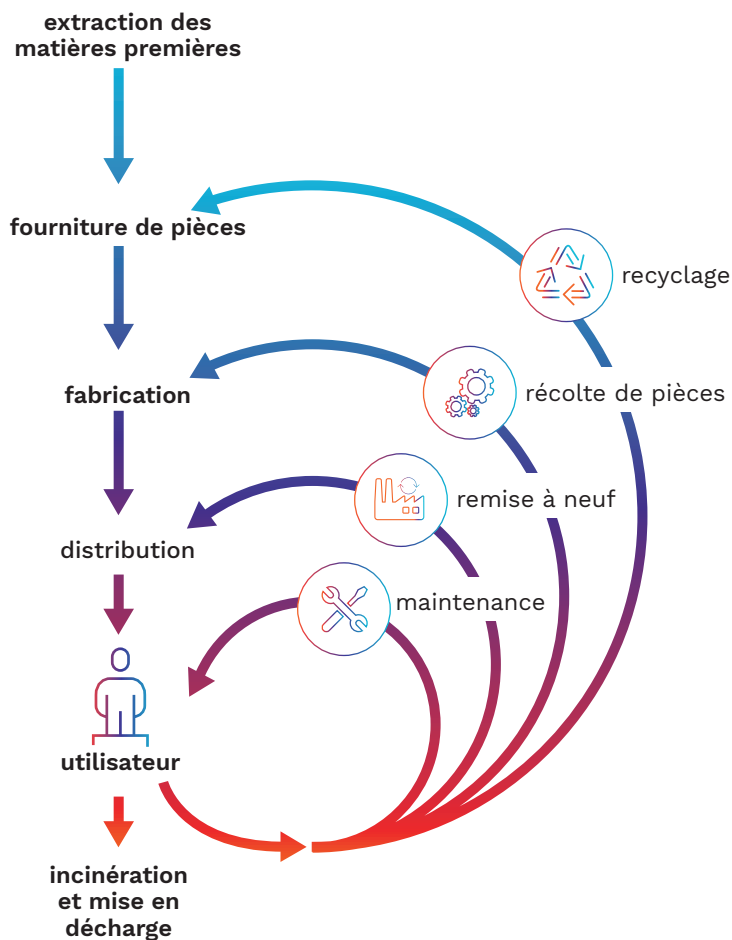 extraction des
matières premières
fourniture de pièces
recyclage
fabrication
récolte de pièces
remise à neuf
distribution
maintenance
utilisateur
incinération
et mise en
décharge